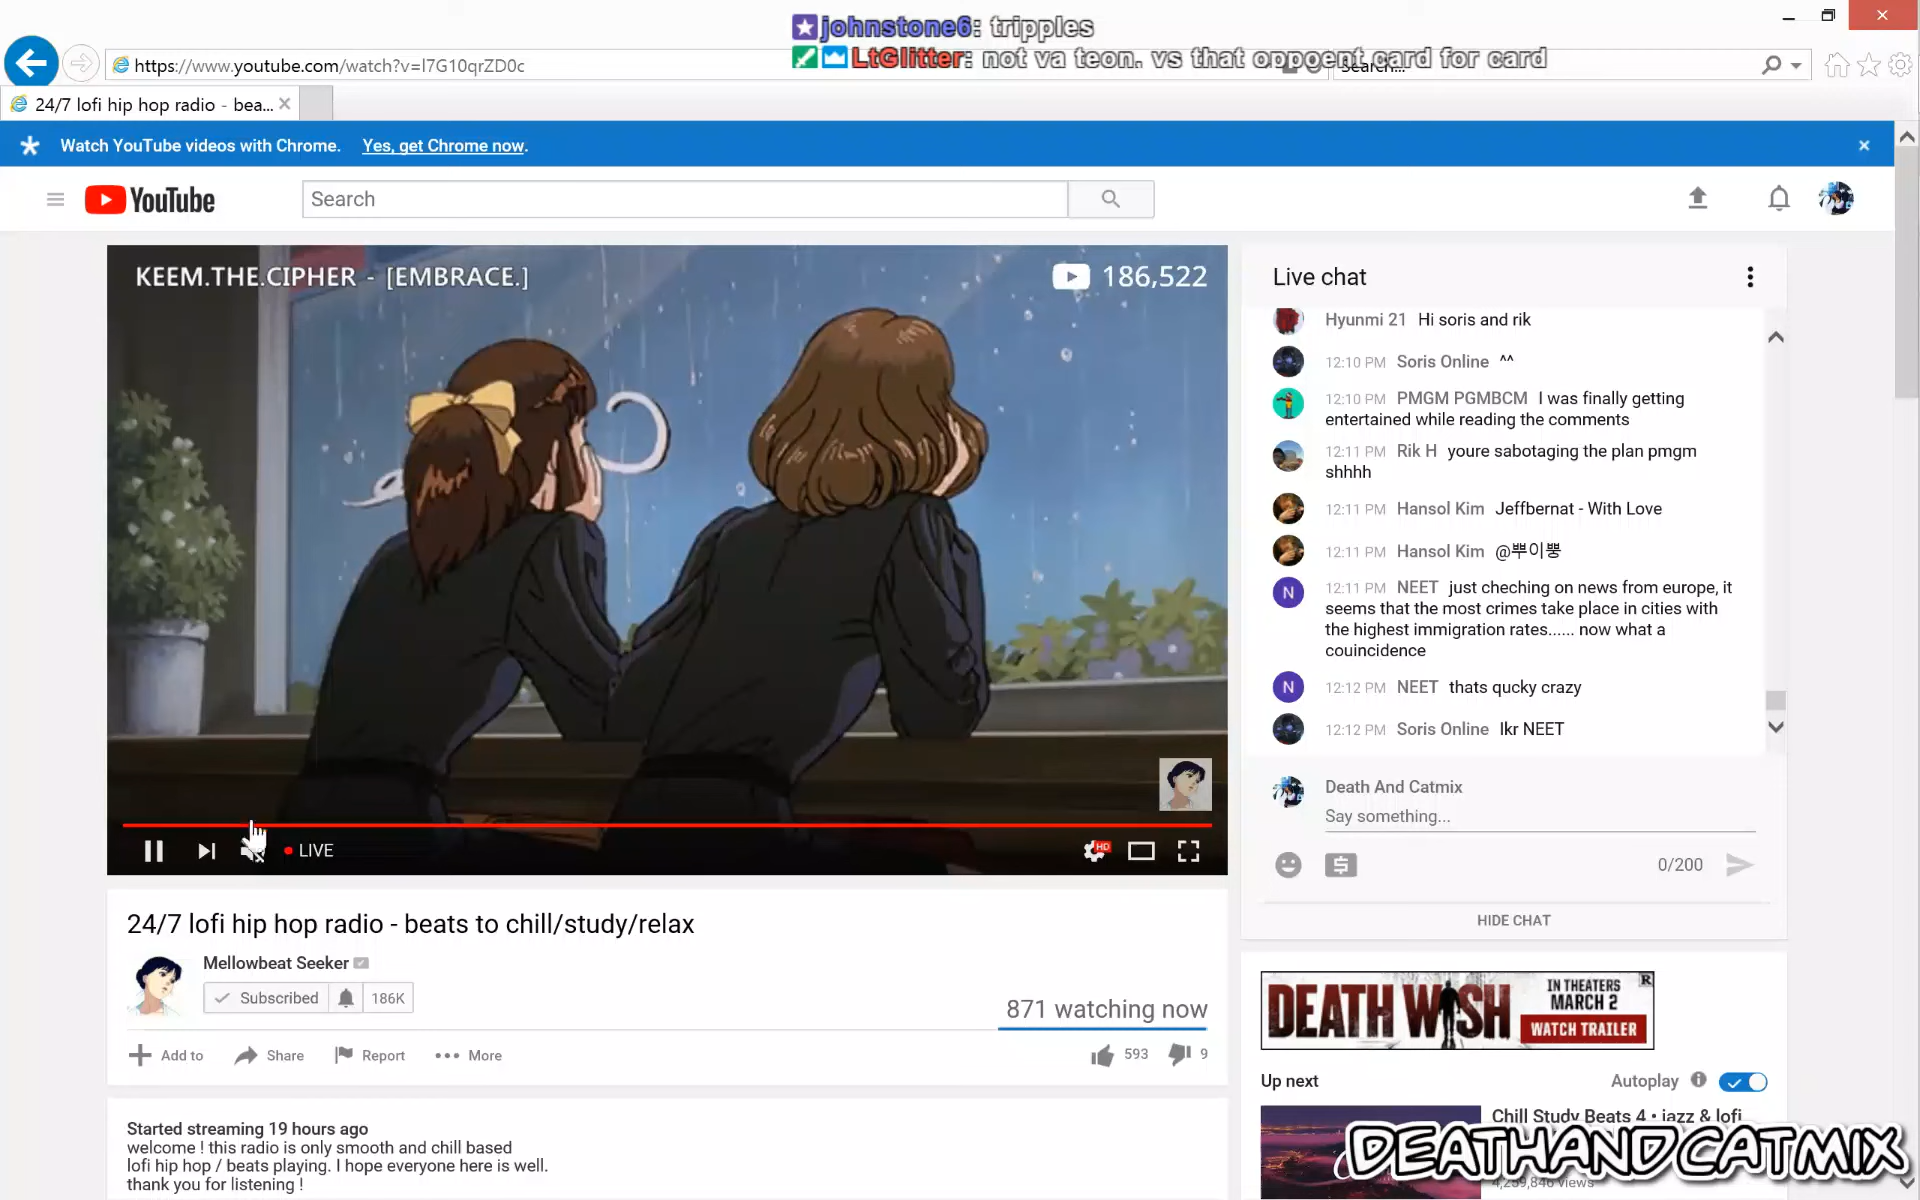 johnstone6: tripples
LtGlitter: not va teon. vs that oppoent card for card
https://www.youtube.com/watch?v=l7G10qrZD0c
Search...
24/7 lofi hip hop radio - bea...
Watch YouTube videos with Chrome. Yes, get Chrome now.
YouTube
Search
KEEM.THE.CIPHER - [EMBRACE.]
186,522
LIVE
HD
Live chat
Hyunmi 21 Hi soris and rik
12:10 PM Soris Online ^^
12:10 PM PMGM PGMBCM I was finally getting
entertained while reading the comments
12:11 PM Rik H youre sabotaging the plan pmgm
shhhh
12:11 PM Hansol Kim Jeffbernat - With Love
12:11 PM Hansol Kim @뿌이뿡
N 12:11 PM NEET just cheching on news from europe, it
seems that the most crimes take place in cities with
the highest immigration rates...... now what a
couincidence
N 12:12 PM NEET thats qucky crazy
12:12 PM Soris Online Ikr NEET
Death And Catmix
Say something...
0/200
HIDE CHAT
24/7 lofi hip hop radio - beats to chill/study/relax
Mellowbeat Seeker
Subscribed 186K
871 watching now
Add to Share Report More
593 9
Started streaming 19 hours ago
welcome ! this radio is only smooth and chill based
lofi hip hop / beats playing. I hope everyone here is well.
thank you for listening !
DEATH WISH
IN THEATERS
MARCH 2
R
WATCH TRAILER
Up next
Autoplay
Chill Study Beats 4 • jazz & lofi
DEATHANDCATMIX
4,259,846 views